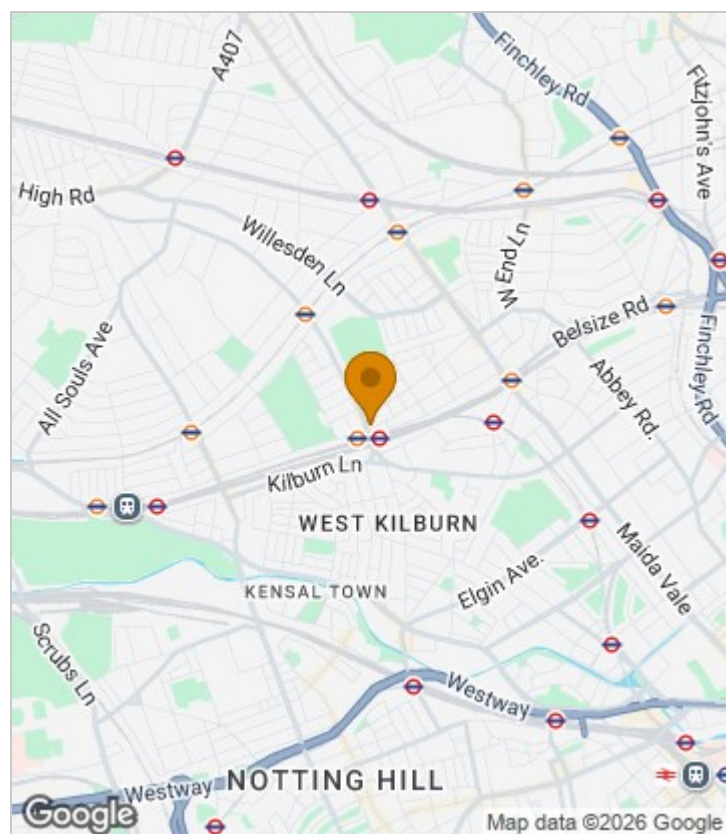 A407
Finchley Rd
Fitzjohn's Ave
High Rd
Willesden Ln
W End Ln
Belsize Rd
Finchley Rd
All Souls Ave
Abbey Rd.
Kilburn Ln
WEST KILBURN
Maida Vale
Elgin Ave.
KENSAL TOWN
Scrubs Ln
Westway
Westway
NOTTING HILL
Google
Map data ©2026 Google